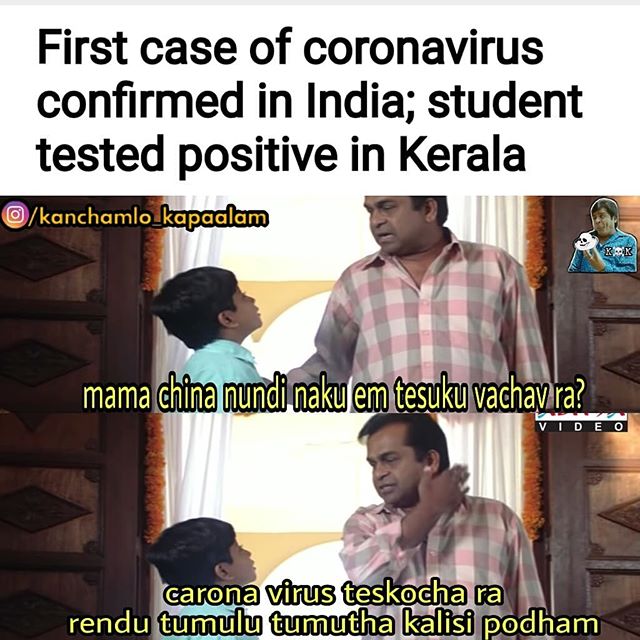 First case of coronavirus
confirmed in India; student
tested positive in Kerala
/kanchamlo_kapaalam
K K
mama china nundi naku em tesuku vachav ra?
VIDEO
carona virus teskocha ra
rendu tumulu tumutha kalisi podham